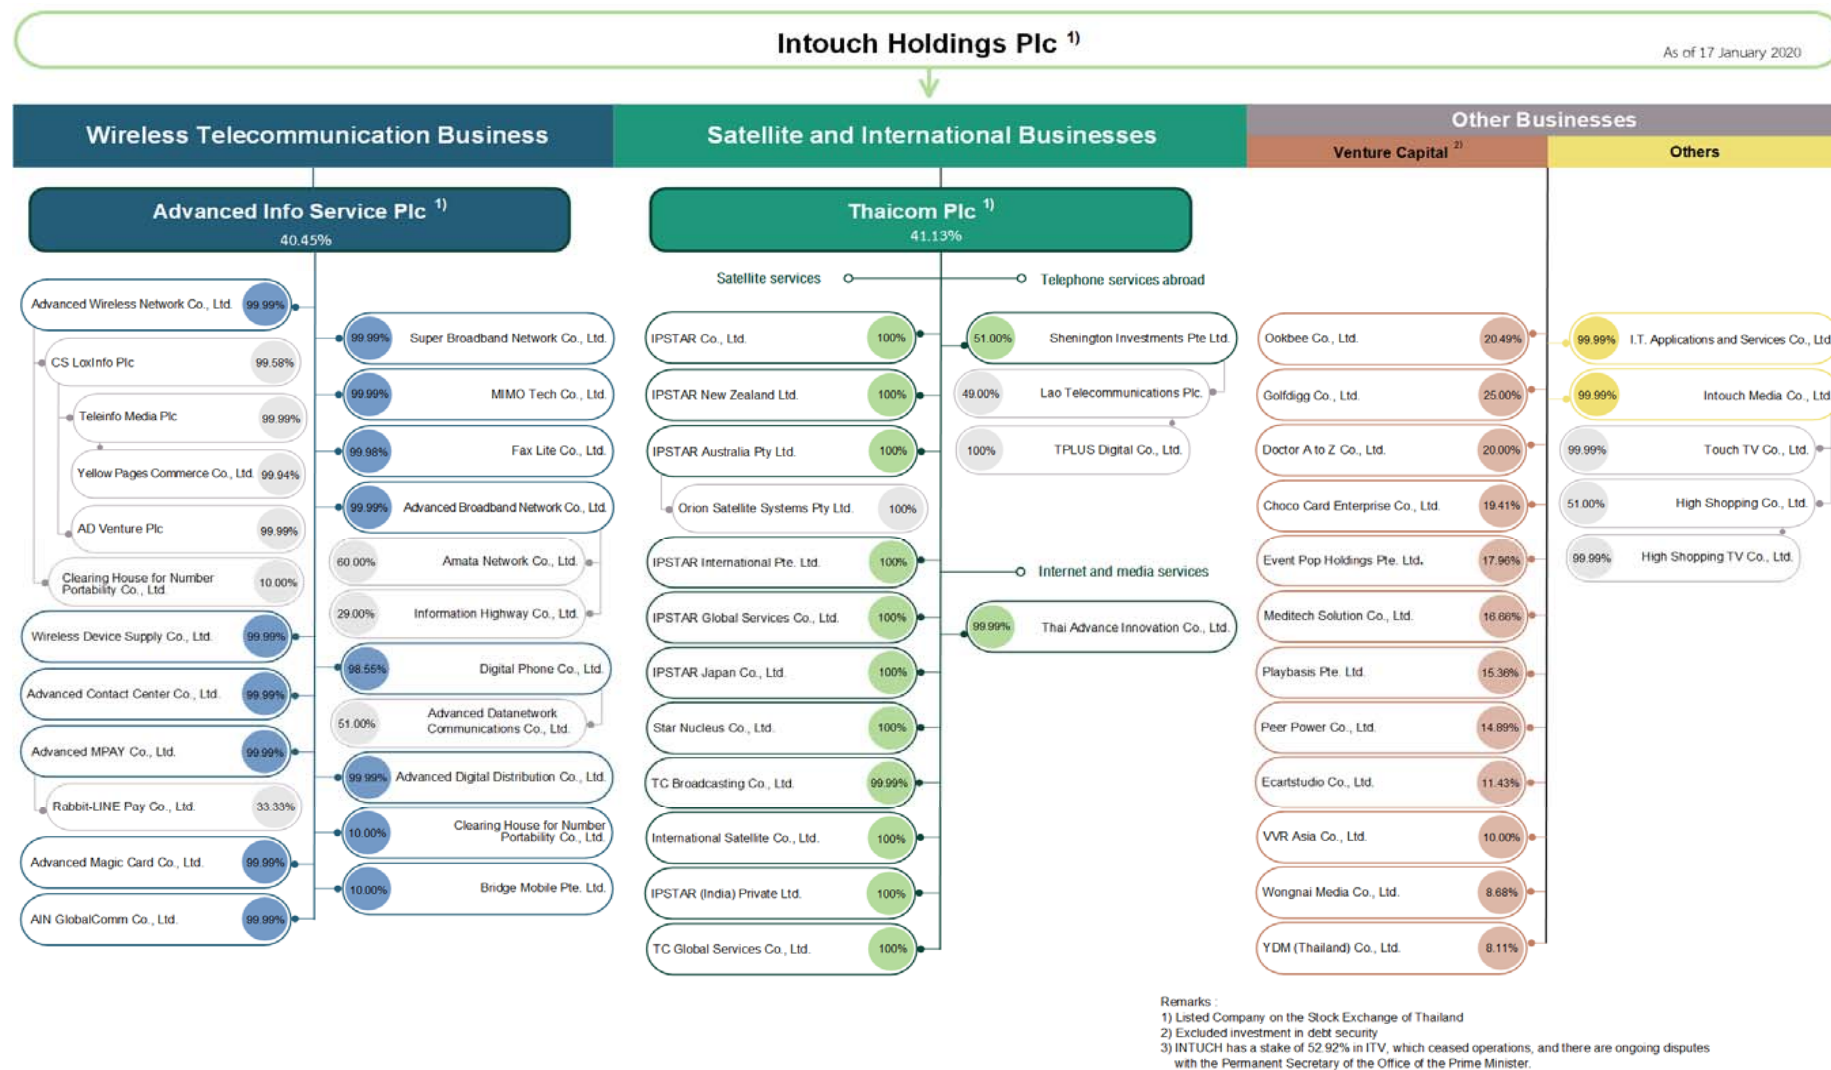 Intouch Holdings Plc 1)
As of 17 January 2020
Wireless Telecommunication Business
Satellite and International Businesses
Other Businesses
Venture Capital 2)
Others
Advanced Info Service Plc 1)
40.45%
Thaicom Plc 1)
41.13%
Advanced Wireless Network Co., Ltd. 99.99%
CS LoxInfo Plc 99.58%
Teleinfo Media Plc 99.99%
Yellow Pages Commerce Co., Ltd. 99.94%
AD Venture Plc 99.99%
Clearing House for Number
Portability Co., Ltd. 10.00%
Wireless Device Supply Co., Ltd. 99.99%
Advanced Contact Center Co., Ltd. 99.99%
Advanced MPAY Co., Ltd. 99.99%
Rabbit-LINE Pay Co., Ltd. 33.33%
Advanced Magic Card Co., Ltd. 99.99%
AIN GlobalComm Co., Ltd. 99.99%
99.99% Super Broadband Network Co., Ltd.
99.99% MIMO Tech Co., Ltd.
99.98% Fax Lite Co., Ltd.
99.99% Advanced Broadband Network Co., Ltd.
60.00% Amata Network Co., Ltd.
29.00% Information Highway Co., Ltd.
98.55% Digital Phone Co., Ltd.
51.00% Advanced Datanetwork
Communications Co., Ltd.
99.99% Advanced Digital Distribution Co., Ltd.
10.00% Clearing House for Number
Portability Co., Ltd.
10.00% Bridge Mobile Pte. Ltd.
Satellite services
IPSTAR Co., Ltd. 100%
IPSTAR New Zealand Ltd. 100%
IPSTAR Australia Pty Ltd. 100%
Orion Satellite Systems Pty Ltd. 100%
IPSTAR International Pte. Ltd. 100%
IPSTAR Global Services Co., Ltd. 100%
IPSTAR Japan Co., Ltd. 100%
Star Nucleus Co., Ltd. 100%
TC Broadcasting Co., Ltd. 99.99%
International Satellite Co., Ltd. 100%
IPSTAR (India) Private Ltd. 100%
TC Global Services Co., Ltd. 100%
Telephone services abroad
51.00% Shenington Investments Pte Ltd.
49.00% Lao Telecommunications Plc.
100% TPLUS Digital Co., Ltd.
Internet and media services
99.99% Thai Advance Innovation Co., Ltd.
Ookbee Co., Ltd. 20.49%
Golfdigg Co., Ltd. 25.00%
Doctor A to Z Co., Ltd. 20.00%
Choco Card Enterprise Co., Ltd. 19.41%
Event Pop Holdings Pte. Ltd. 17.96%
Meditech Solution Co., Ltd. 16.66%
Playbasis Pte. Ltd. 15.36%
Peer Power Co., Ltd. 14.89%
Ecartstudio Co., Ltd. 11.43%
VVR Asia Co., Ltd. 10.00%
Wongnai Media Co., Ltd. 8.68%
YDM (Thailand) Co., Ltd. 8.11%
99.99% I.T. Applications and Services Co., Ltd
99.99% Intouch Media Co., Ltd
99.99% Touch TV Co., Ltd.
51.00% High Shopping Co., Ltd.
99.99% High Shopping TV Co., Ltd.
Remarks :
1) Listed Company on the Stock Exchange of Thailand
2) Excluded investment in debt security
3) INTUCH has a stake of 52.92% in ITV, which ceased operations, and there are ongoing disputes
with the Permanent Secretary of the Office of the Prime Minister.